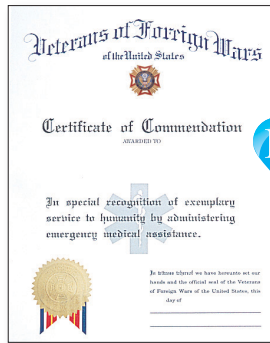 Veterans of Foreign Wars
of the United States
Certificate of Commendation
AWARDED TO
In special recognition of exemplary
service to humanity by administering
emergency medical assistance.
In witness whereof we have hereunto set our
hands and the official seal of the Veterans
of Foreign Wars of the United States, this
day of